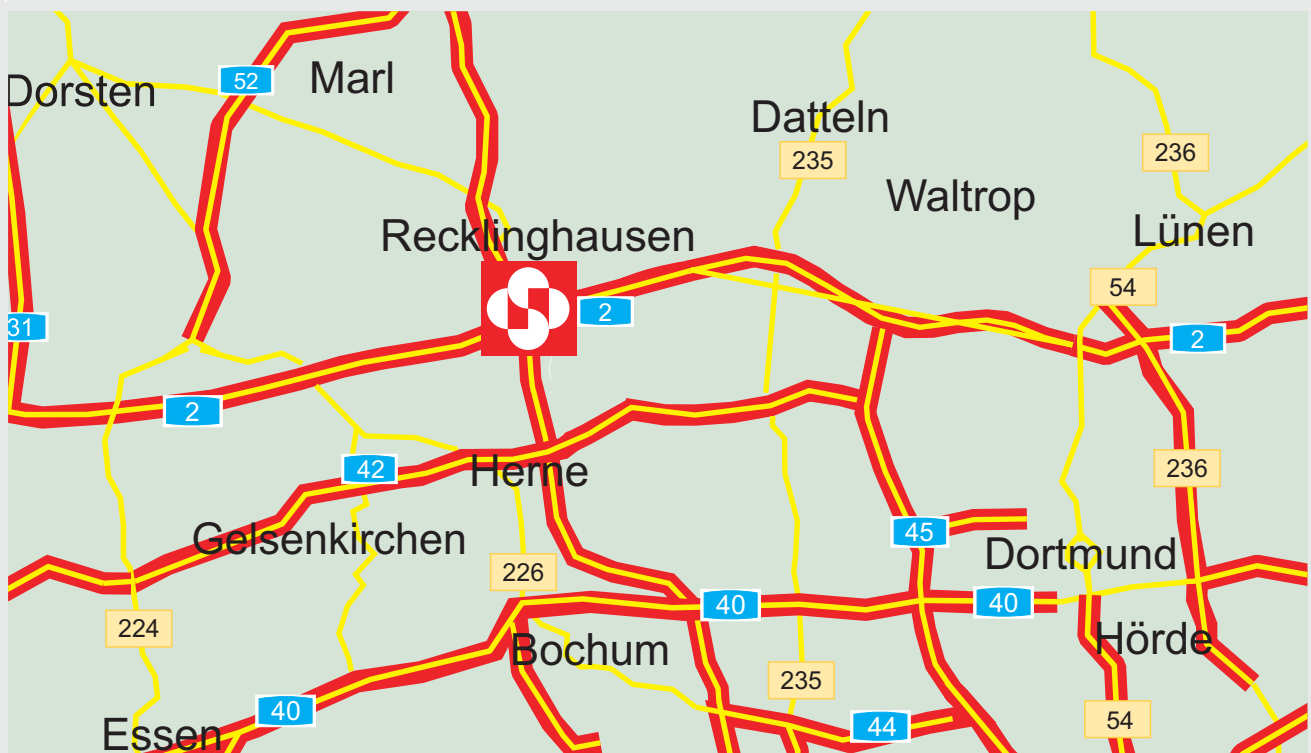 52
Marl
Dorsten
Datteln
235
236
Waltrop
Recklinghausen
Lünen
54
2
31
2
2
42
Herne
236
Gelsenkirchen
45
Dortmund
226
40
40
224
Bochum
Hörde
235
40
44
54
Essen